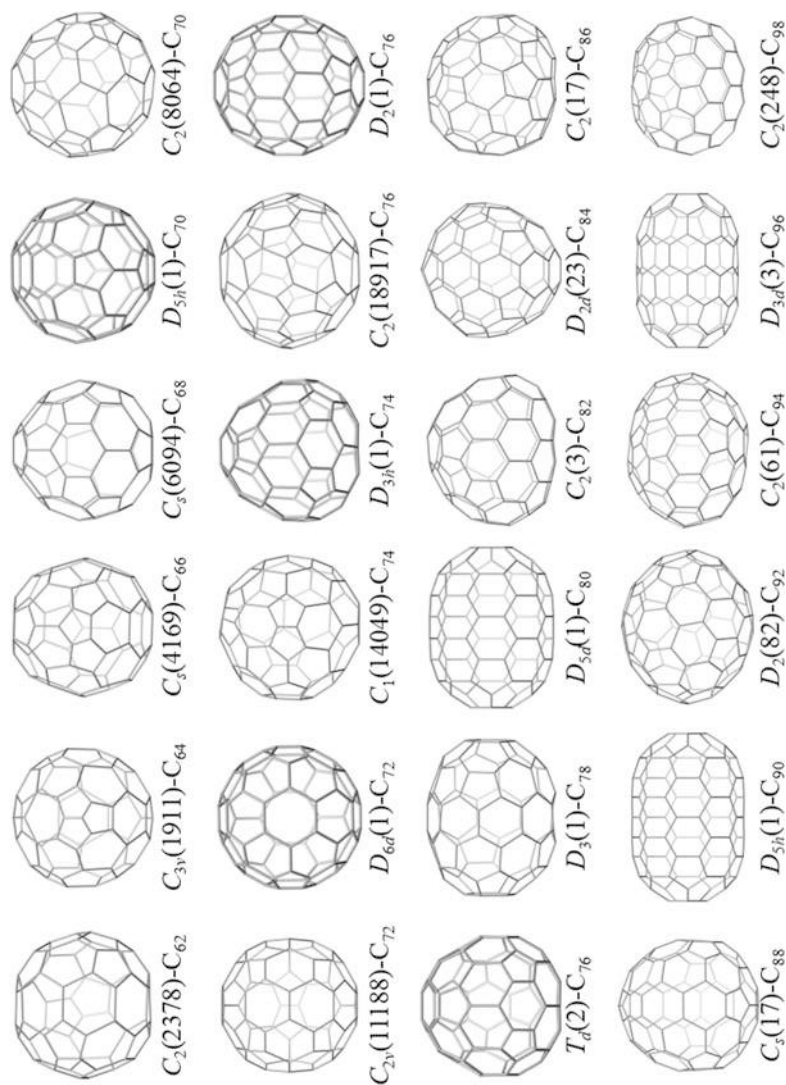 C₂(2378)-C₆₂ C₃ᵥ(1911)-C₆₄ Cₛ(4169)-C₆₆ Cₛ(6094)-C₆₈ D₅ₕ(1)-C₇₀ C₂(8064)-C₇₀
C₂ᵥ(11188)-C₇₂ D₆d(1)-C₇₂ C₁(14049)-C₇₄ D₃ₕ(1)-C₇₄ C₂(18917)-C₇₆ D₂(1)-C₇₆
Td(2)-C₇₆ D₃(1)-C₇₈ D₅d(1)-C₈₀ C₂(3)-C₈₂ D₂d(23)-C₈₄ C₂(17)-C₈₆
Cₛ(17)-C₈₈ D₅ₕ(1)-C₉₀ D₂(82)-C₉₂ C₂(61)-C₉₄ D₃d(3)-C₉₆ C₂(248)-C₉₈